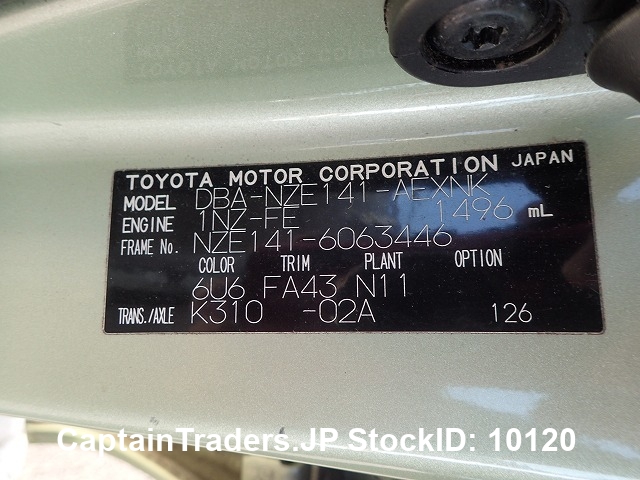 TOYOTA MOTOR CORPORATION JAPAN
MODEL DBA-NZE141-AEXNK
ENGINE 1NZ-FE 1496 mL
FRAME No. NZE141-6063446
COLOR TRIM PLANT OPTION
6U6 FA43 N11
TRANS./AXLE K310 -02A 126
CaptainTraders.JP StockID: 10120